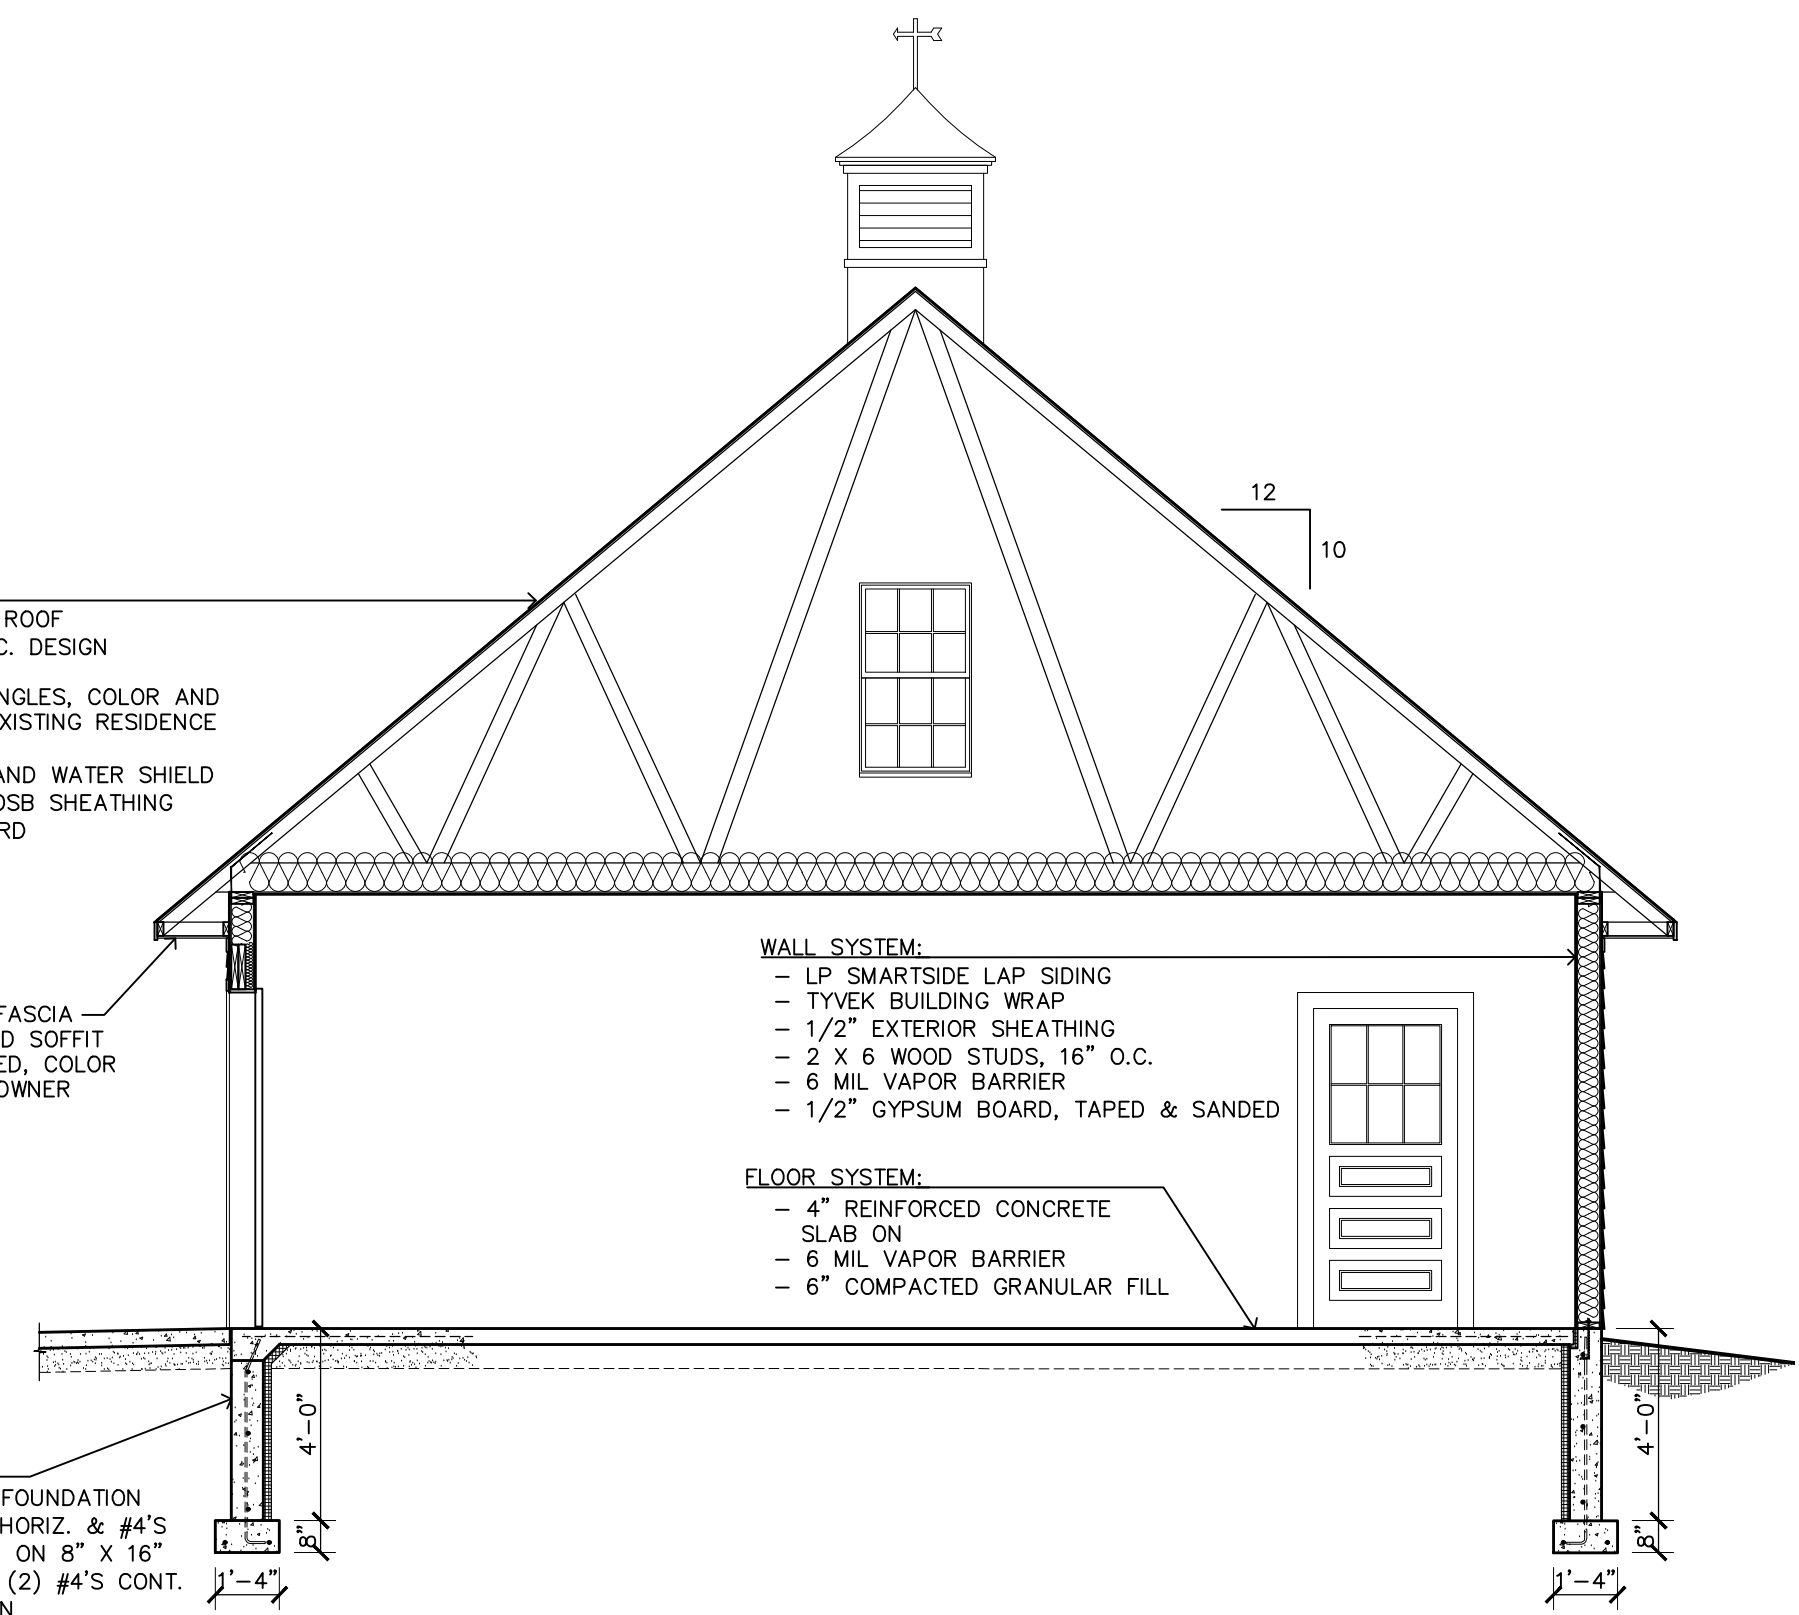 12
10
ROOF
C. DESIGN
NGLES, COLOR AND
XISTING RESIDENCE
AND WATER SHIELD
OSB SHEATHING
RD
WALL SYSTEM:
– LP SMARTSIDE LAP SIDING
– TYVEK BUILDING WRAP
– 1/2" EXTERIOR SHEATHING
– 2 X 6 WOOD STUDS, 16" O.C.
– 6 MIL VAPOR BARRIER
– 1/2" GYPSUM BOARD, TAPED & SANDED
FASCIA
D SOFFIT
ED, COLOR
OWNER
FLOOR SYSTEM:
– 4" REINFORCED CONCRETE
SLAB ON
– 6 MIL VAPOR BARRIER
– 6" COMPACTED GRANULAR FILL
4'-0"
4'-0"
FOUNDATION
HORIZ. & #4'S
ON 8" X 16"
(2) #4'S CONT.
N
8"
8"
1'-4"
1'-4"